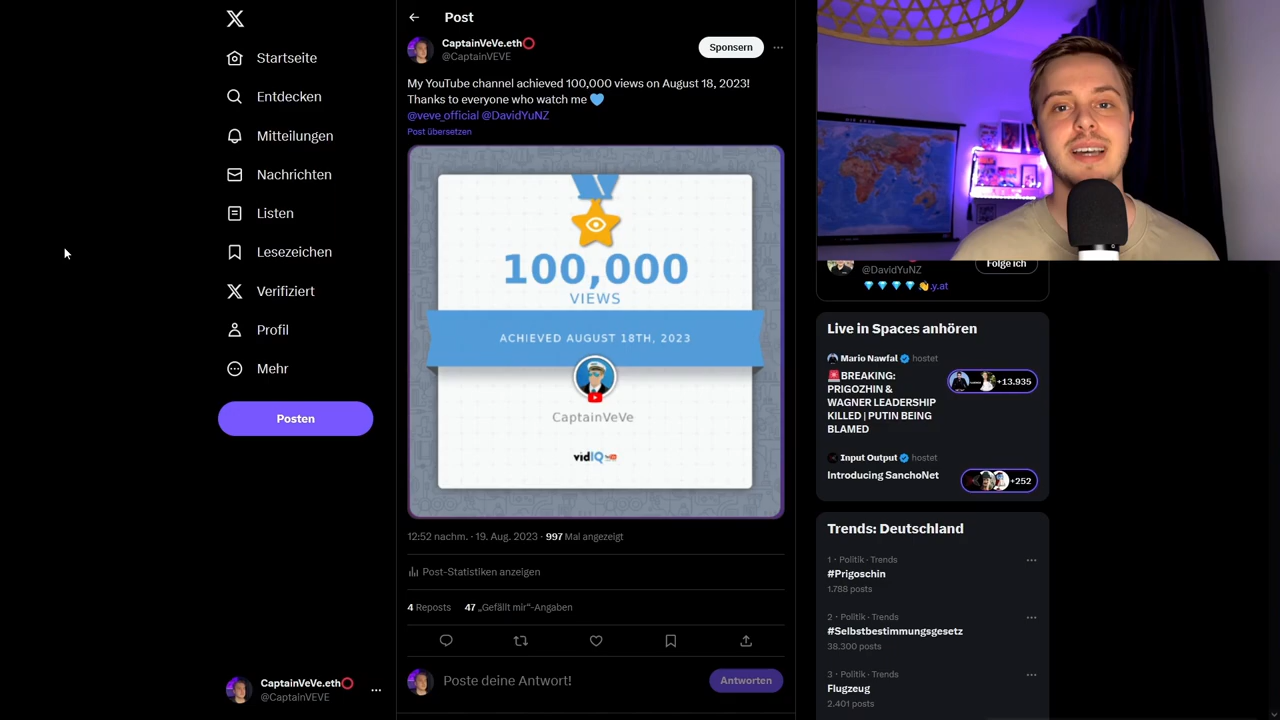 Startseite
Entdecken
Mitteilungen
Nachrichten
Listen
Lesezeichen
Verifiziert
Profil
Mehr
Posten
CaptainVeVe.eth⭕
@CaptainVEVE
Post
CaptainVeVe.eth⭕
@CaptainVEVE
Sponsern
My YouTube channel achieved 100,000 views on August 18, 2023!
Thanks to everyone who watch me 💙
@veve_official @DavidYuNZ
Post übersetzen
100,000
VIEWS
ACHIEVED AUGUST 18TH, 2023
CaptainVeVe
vidIQ
12:52 nachm. · 19. Aug. 2023 · 997 Mal angezeigt
Post-Statistiken anzeigen
4 Reposts 47 „Gefällt mir“-Angaben
Poste deine Antwort!
Antworten
@DavidYuNZ
Folge ich
💎💎💎💎👋.y.at
Live in Spaces anhören
Mario Nawfal hostet
🚨BREAKING:
PRIGOZHIN &
WAGNER LEADERSHIP
KILLED | PUTIN BEING
BLAMED
+13.935
Input Output hostet
Introducing SanchoNet
+252
Trends: Deutschland
1 · Politik · Trends
#Prigoschin
1.788 posts
2 · Politik · Trends
#Selbstbestimmungsgesetz
38.300 posts
3 · Politik · Trends
Flugzeug
2.401 posts